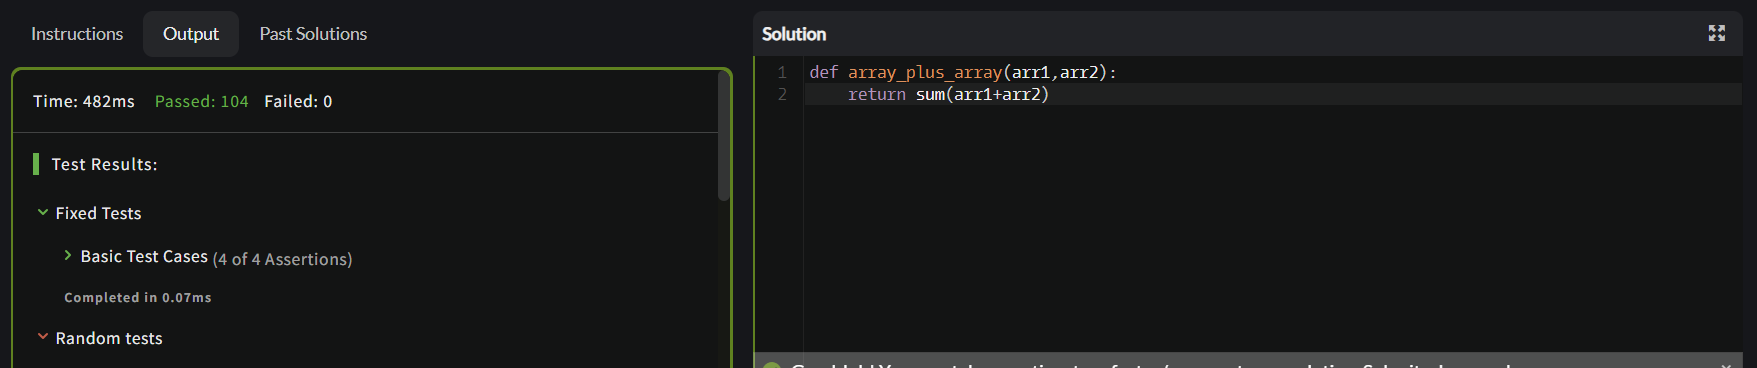 Instructions
Output
Past Solutions
Time: 482ms Passed: 104 Failed: 0
Test Results:
Fixed Tests
Basic Test Cases (4 of 4 Assertions)
Completed in 0.07ms
Random tests
Solution
1 def array_plus_array(arr1,arr2):
2 return sum(arr1+arr2)